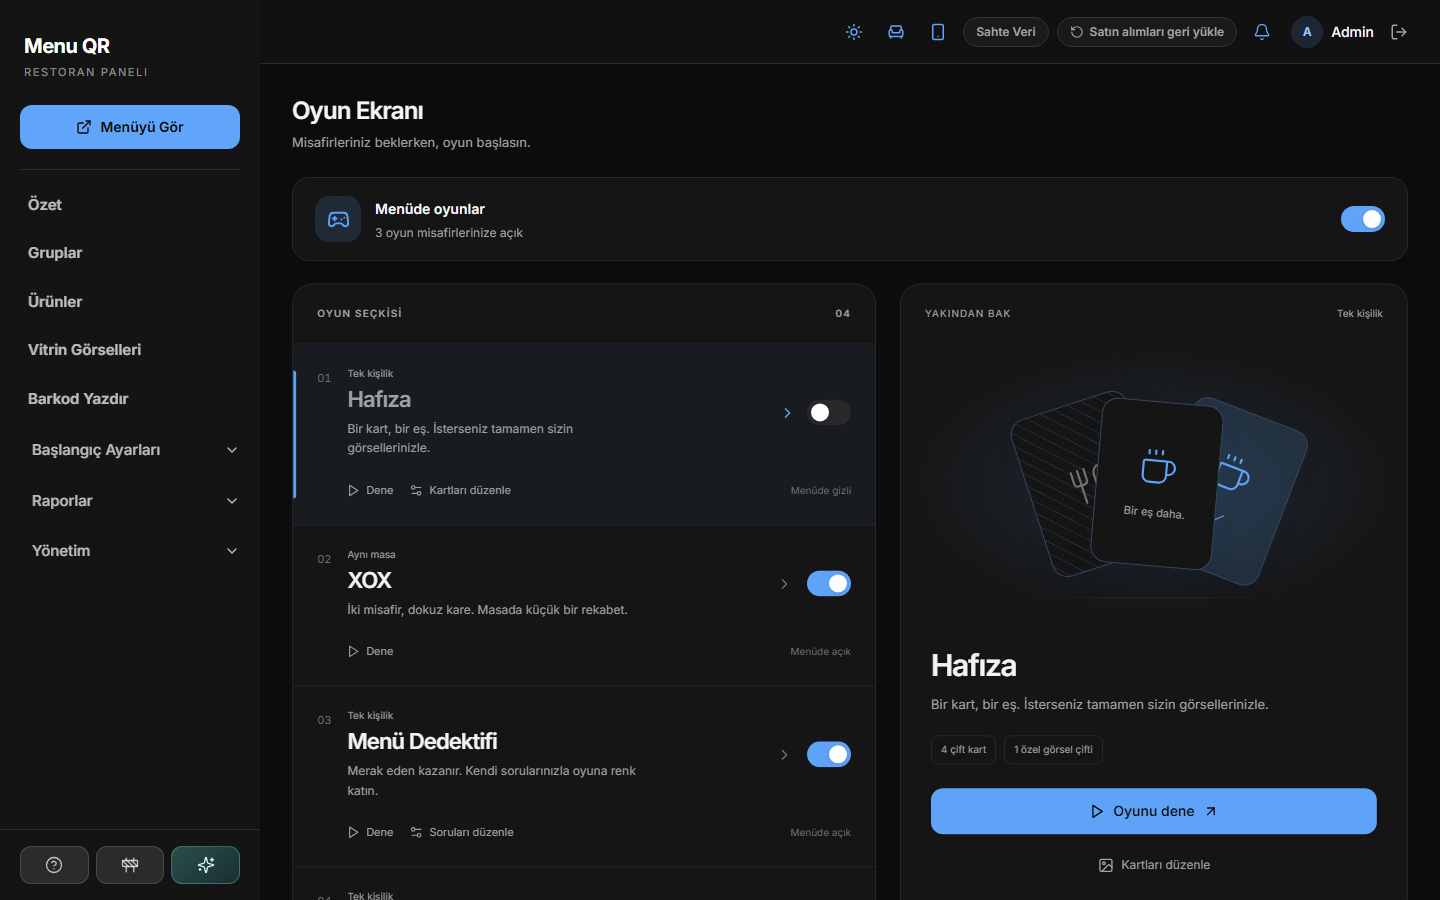 Menu QR
RESTORAN PANELİ
Menüyü Gör
Özet
Gruplar
Ürünler
Vitrin Görselleri
Barkod Yazdır
Başlangıç Ayarları
Raporlar
Yönetim
Sahte Veri
Satın alımları geri yükle
A
Admin
Oyun Ekranı
Misafirleriniz beklerken, oyun başlasın.
Menüde oyunlar
3 oyun misafirlerinize açık
OYUN SEÇKİSİ
04
01
Tek kişilik
Hafıza
Bir kart, bir eş. İsterseniz tamamen sizin
görsellerinizle.
Dene
Kartları düzenle
Menüde gizli
02
Aynı masa
XOX
İki misafir, dokuz kare. Masada küçük bir rekabet.
Dene
Menüde açık
03
Tek kişilik
Menü Dedektifi
Merak eden kazanır. Kendi sorularınızla oyuna renk
katın.
Dene
Soruları düzenle
Menüde açık
04
Tek kişilik
YAKINDAN BAK
Tek kişilik
Bir eş daha.
Hafıza
Bir kart, bir eş. İsterseniz tamamen sizin görsellerinizle.
4 çift kart
1 özel görsel çifti
Oyunu dene
Kartları düzenle